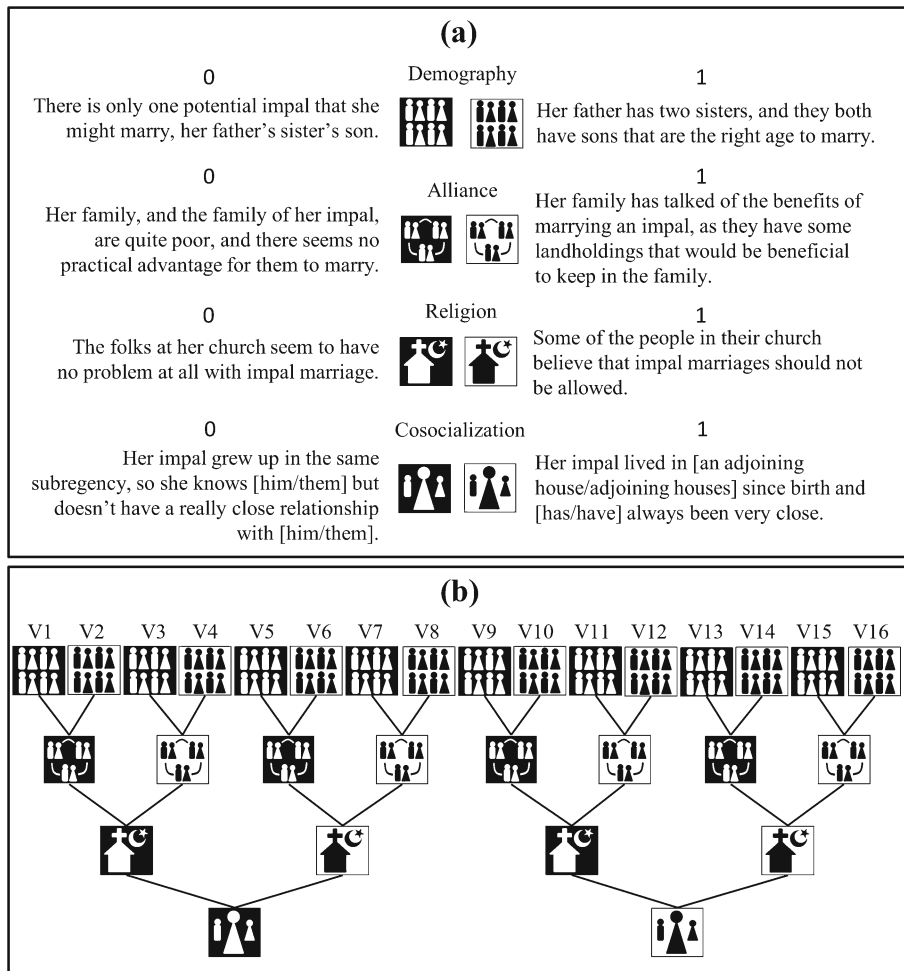 (a)
0 Demography 1
There is only one potential impal that she
might marry, her father's sister's son.
Her father has two sisters, and they both
have sons that are the right age to marry.
0 Alliance 1
Her family, and the family of her impal,
are quite poor, and there seems no
practical advantage for them to marry.
Her family has talked of the benefits of
marrying an impal, as they have some
landholdings that would be beneficial
to keep in the family.
0 Religion 1
The folks at her church seem to have
no problem at all with impal marriage.
Some of the people in their church
believe that impal marriages should not
be allowed.
0 Cosocialization 1
Her impal grew up in the same
subregency, so she knows [him/them] but
doesn't have a really close relationship
with [him/them].
Her impal lived in [an adjoining
house/adjoining houses] since birth and
[has/have] always been very close.
(b)
V1 V2 V3 V4 V5 V6 V7 V8 V9 V10 V11 V12 V13 V14 V15 V16